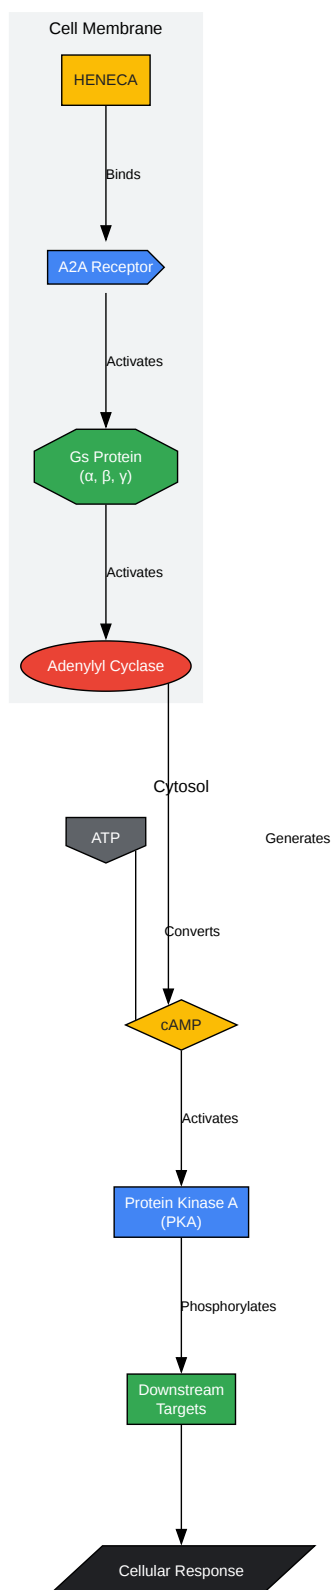 Cell Membrane
HENECA
Binds
A2A Receptor
Activates
Gs Protein
(α, β, γ)
Activates
Adenylyl Cyclase
Cytosol
ATP
Generates
Converts
cAMP
Activates
Protein Kinase A
(PKA)
Phosphorylates
Downstream
Targets
Cellular Response